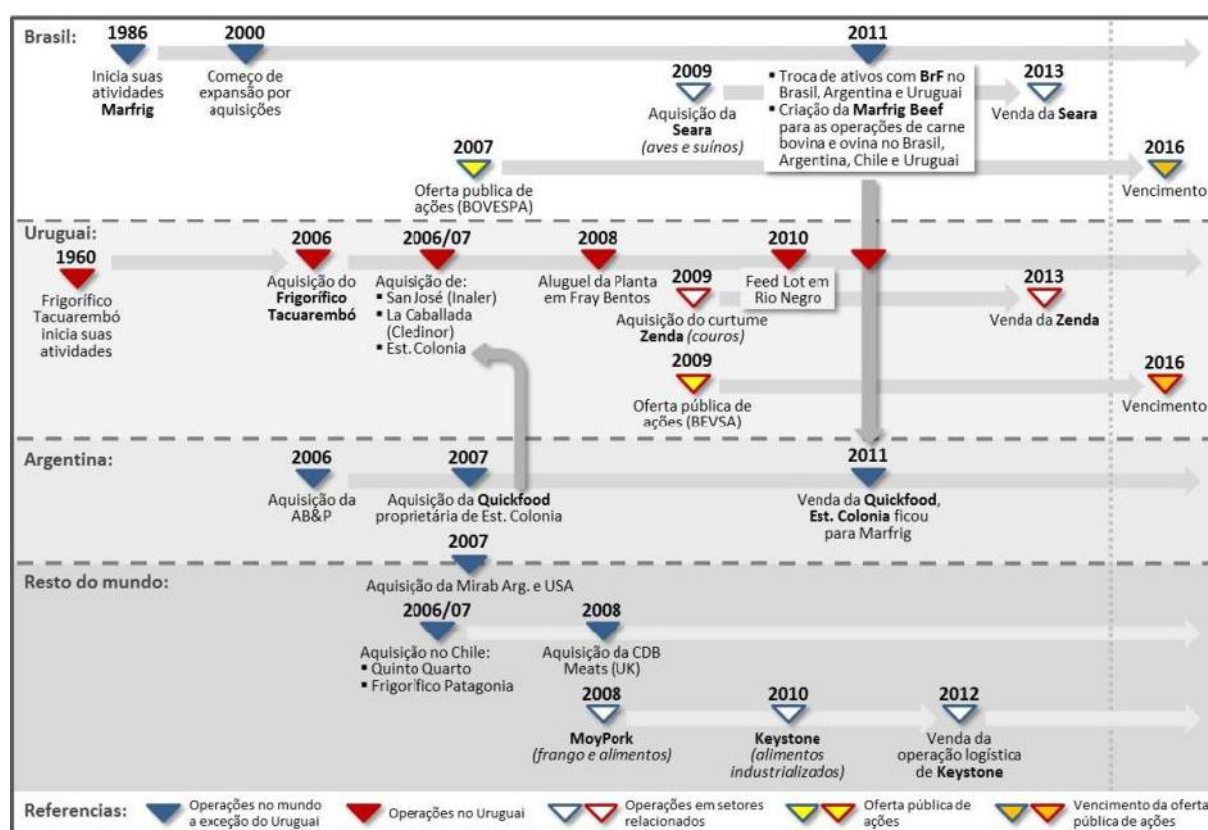 Brasil:
1986
Inicia suas
atividades
Marfrig
2000
Começo de
expansão por
aquisições
2009
Aquisição da
Seara
(aves e suínos)
2011
▪ Troca de ativos com BrF no
Brasil, Argentina e Uruguai
▪ Criação da Marfrig Beef
para as operações de carne
bovina e ovina no Brasil,
Argentina, Chile e Uruguai
2013
Venda da Seara
2007
Oferta publica de
ações (BOVESPA)
2016
Vencimento
Uruguai:
1960
Frigorífico
Tacuarembó
inicia suas
atividades
2006
Aquisição do
Frigorífico
Tacuarembó
2006/07
Aquisição de:
▪ San José (Inaler)
▪ La Caballada
(Cledinor)
▪ Est. Colonia
2008
Aluguel da Planta
em Fray Bentos
2009
Aquisição do curtume
Zenda (couros)
2010
Feed Lot em
Rio Negro
2013
Venda da Zenda
2009
Oferta pública de
ações (BEVSA)
2016
Vencimento
Argentina:
2006
Aquisição da
AB&P
2007
Aquisição da Quickfood
proprietária de Est. Colonia
2011
Venda da Quickfood,
Est. Colonia ficou
para Marfrig
Resto do mundo:
2007
Aquisição da Mirab Arg. e USA
2006/07
Aquisição no Chile:
▪ Quinto Quarto
▪ Frigorífico Patagonia
2008
Aquisição da CDB
Meats (UK)
2008
MoyPork
(frango e alimentos)
2010
Keystone
(alimentos
industrializados)
2012
Venda da
operação logística
de Keystone
Referencias:
Operações no mundo
a exceção do Uruguai
Operações no Uruguai
Operações em setores
relacionados
Oferta pública de
ações
Vencimento da oferta
pública de ações